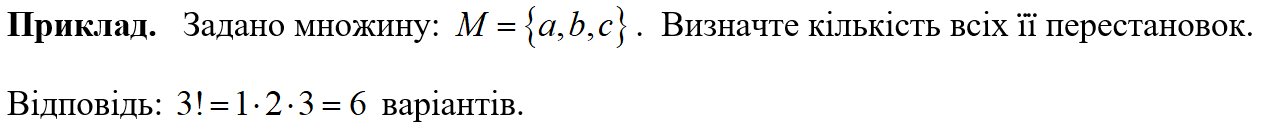 Приклад. Задано множину: M = {a,b,c}. Визначте кількість всіх її перестановок.
Відповідь: 3! = 1·2·3 = 6 варіантів.